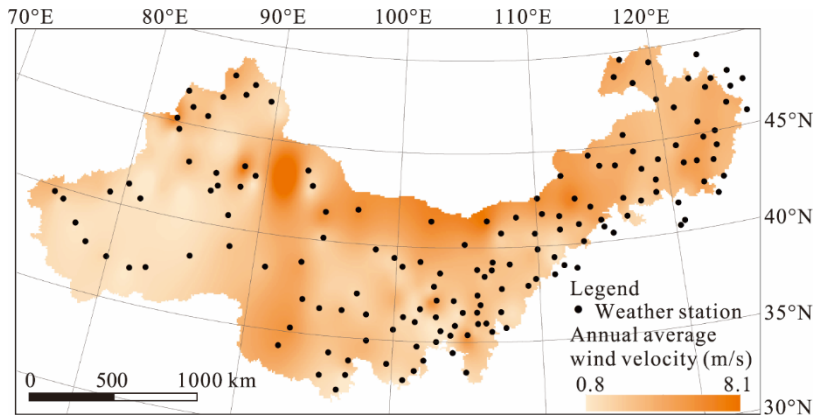 70°E 80°E 90°E 100°E 110°E 120°E
45°N
40°N
35°N
30°N
Legend
Weather station
Annual average
wind velocity (m/s)
0.8 8.1
0 500 1000 km